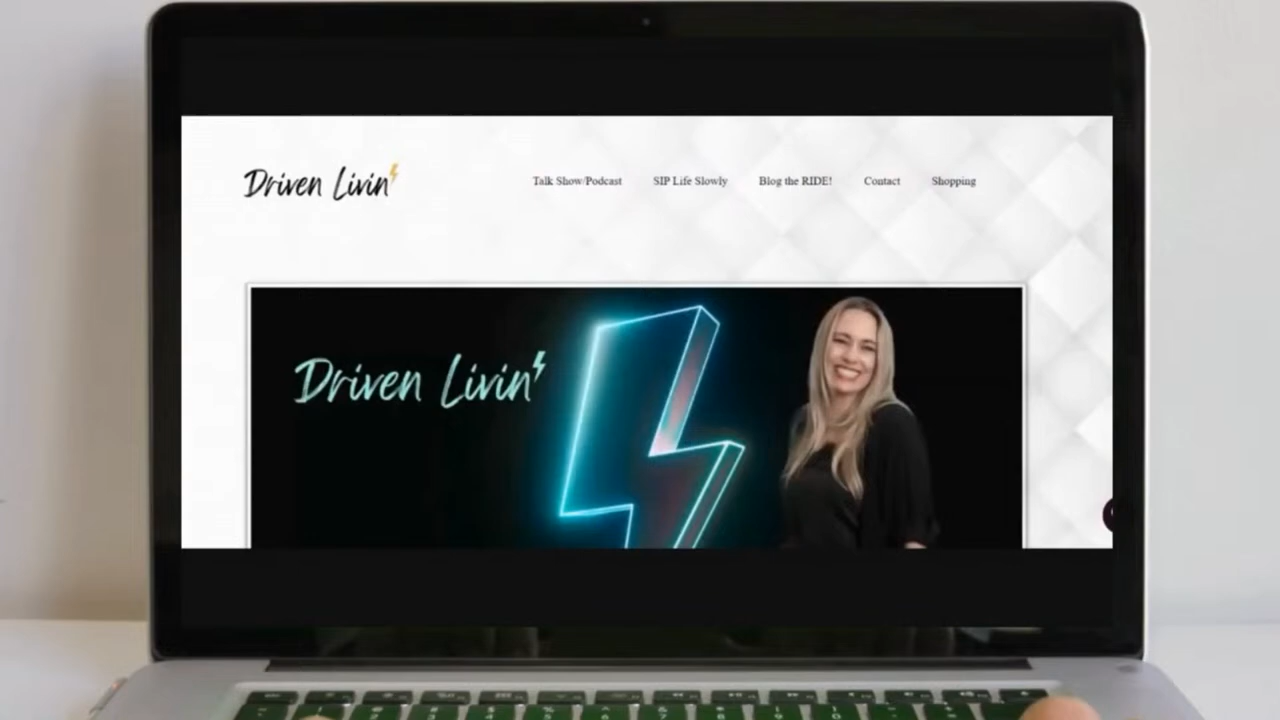 Driven Livin'
Talk Show/Podcast SIP Life Slowly Blog the RIDE! Contact Shopping
Driven Livin'